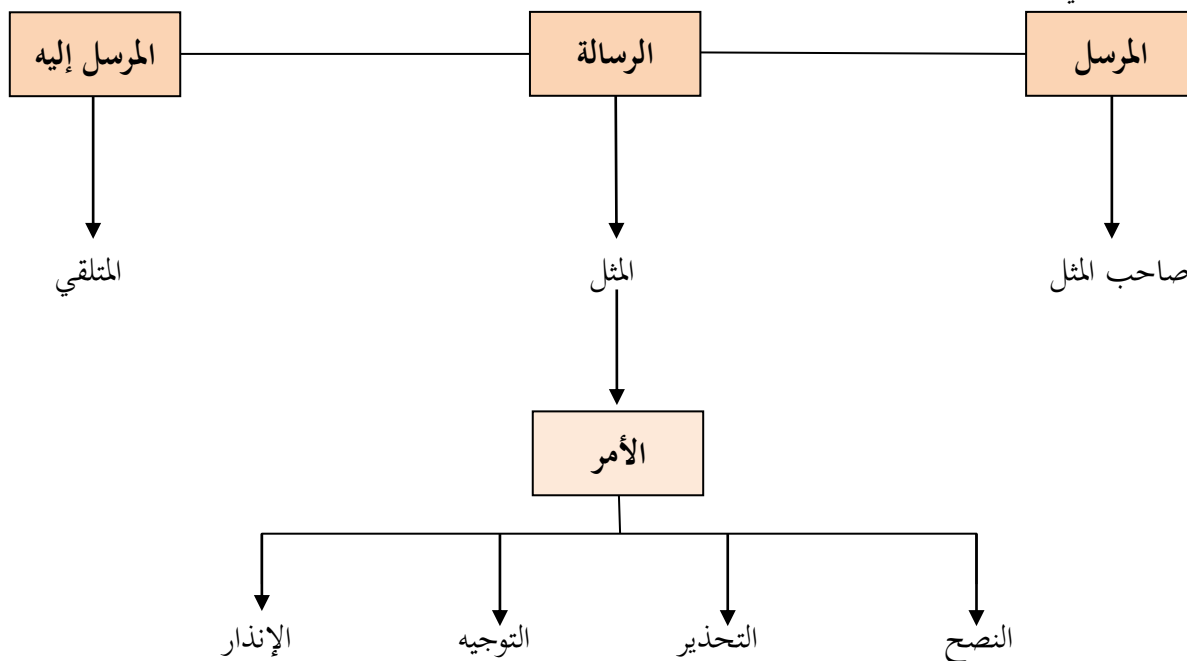 المرسل
الرسالة
المرسل إليه
صاحب المثل
المثل
المتلقي
الأمر
النصح
التحذير
التوجيه
الإنذار